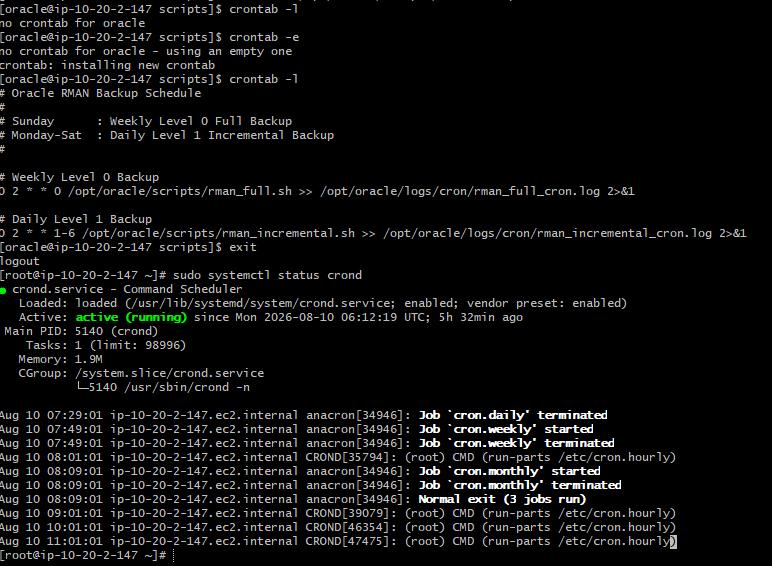 [oracle@ip-10-20-2-147 scripts]$ crontab -l
no crontab for oracle
[oracle@ip-10-20-2-147 scripts]$ crontab -e
no crontab for oracle - using an empty one
crontab: installing new crontab
[oracle@ip-10-20-2-147 scripts]$ crontab -l
# Oracle RMAN Backup Schedule
#
# Sunday      : Weekly Level 0 Full Backup
# Monday-Sat  : Daily Level 1 Incremental Backup
#

# Weekly Level 0 Backup
0 2 * * 0 /opt/oracle/scripts/rman_full.sh >> /opt/oracle/logs/cron/rman_full_cron.log 2>&1

# Daily Level 1 Backup
0 2 * * 1-6 /opt/oracle/scripts/rman_incremental.sh >> /opt/oracle/logs/cron/rman_incremental_cron.log 2>&1
[oracle@ip-10-20-2-147 scripts]$ exit
logout
[root@ip-10-20-2-147 ~]# sudo systemctl status crond
● crond.service - Command Scheduler
   Loaded: loaded (/usr/lib/systemd/system/crond.service; enabled; vendor preset: enabled)
   Active: active (running) since Mon 2026-08-10 06:12:19 UTC; 5h 32min ago
 Main PID: 5140 (crond)
    Tasks: 1 (limit: 98996)
   Memory: 1.9M
   CGroup: /system.slice/crond.service
           └─5140 /usr/sbin/crond -n

Aug 10 07:29:01 ip-10-20-2-147.ec2.internal anacron[34946]: Job `cron.daily' terminated
Aug 10 07:49:01 ip-10-20-2-147.ec2.internal anacron[34946]: Job `cron.weekly' started
Aug 10 07:49:01 ip-10-20-2-147.ec2.internal anacron[34946]: Job `cron.weekly' terminated
Aug 10 08:01:01 ip-10-20-2-147.ec2.internal CROND[35794]: (root) CMD (run-parts /etc/cron.hourly)
Aug 10 08:09:01 ip-10-20-2-147.ec2.internal anacron[34946]: Job `cron.monthly' started
Aug 10 08:09:01 ip-10-20-2-147.ec2.internal anacron[34946]: Job `cron.monthly' terminated
Aug 10 08:09:01 ip-10-20-2-147.ec2.internal anacron[34946]: Normal exit (3 jobs run)
Aug 10 09:01:01 ip-10-20-2-147.ec2.internal CROND[39079]: (root) CMD (run-parts /etc/cron.hourly)
Aug 10 10:01:01 ip-10-20-2-147.ec2.internal CROND[46354]: (root) CMD (run-parts /etc/cron.hourly)
Aug 10 11:01:01 ip-10-20-2-147.ec2.internal CROND[47475]: (root) CMD (run-parts /etc/cron.hourly)
[root@ip-10-20-2-147 ~]#